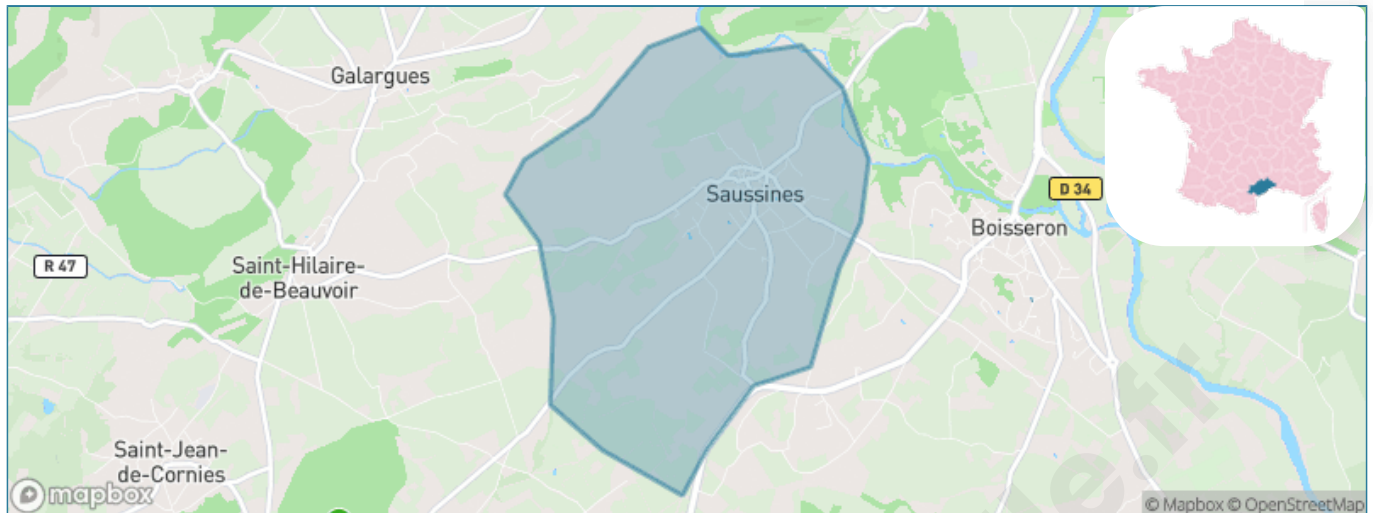 Galargues
Saussines
D 34
Boisseron
R 47
Saint-Hilaire-
de-Beauvoir
Saint-Jean-
de-Cornies
mapbox
© Mapbox © OpenStreetMap